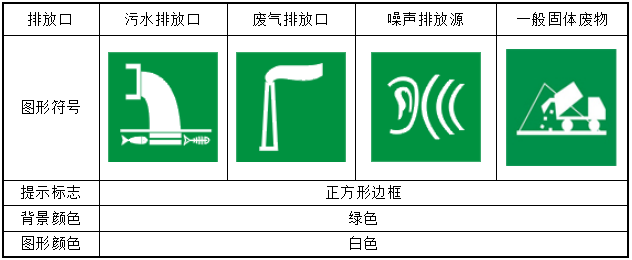 排放口 污水排放口 废气排放口 噪声排放源 一般固体废物
图形符号
提示标志 正方形边框
背景颜色 绿色
图形颜色 白色